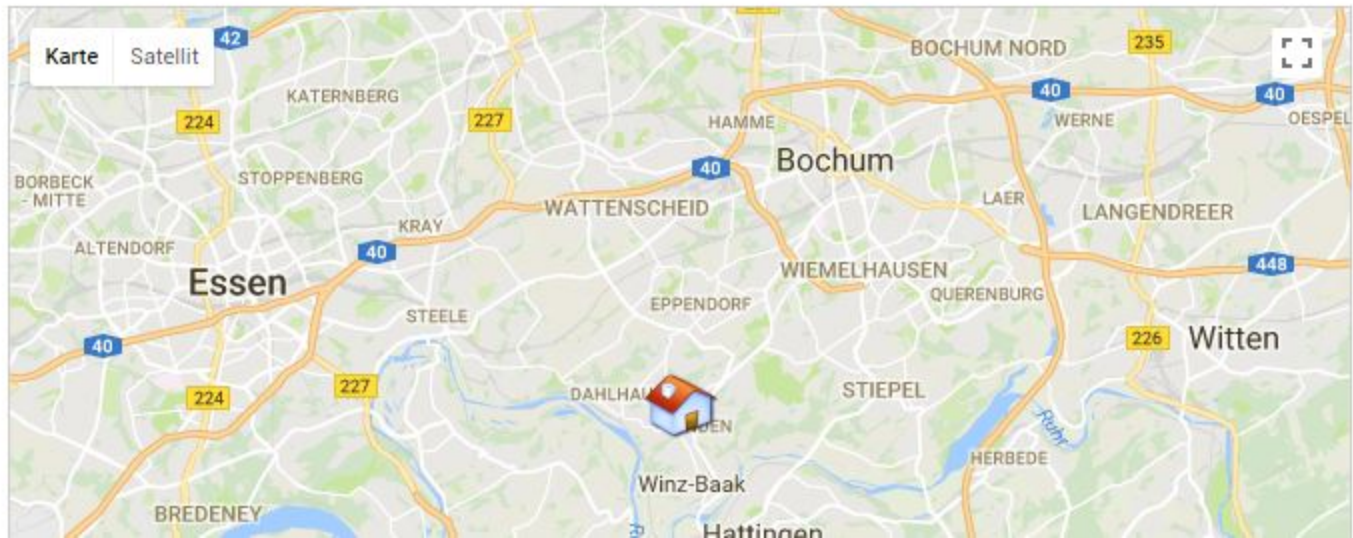 42
Karte
Satellit
BOCHUM NORD
235
40
40
KATERNBERG
224
227
HAMME
WERNE
OESPEL
Bochum
40
BORBECK
- MITTE
STOPPENBERG
LAER
WATTENSCHEID
LANGENDREER
KRAY
ALTENDORF
40
Essen
WIEMELHAUSEN
448
QUERENBURG
EPPENDORF
STEELE
40
226
Witten
227
224
DAHLHAU
STIEPEL
DEN
Ruhr
HERBEDE
Winz-Baak
BREDENEY
Hattingen